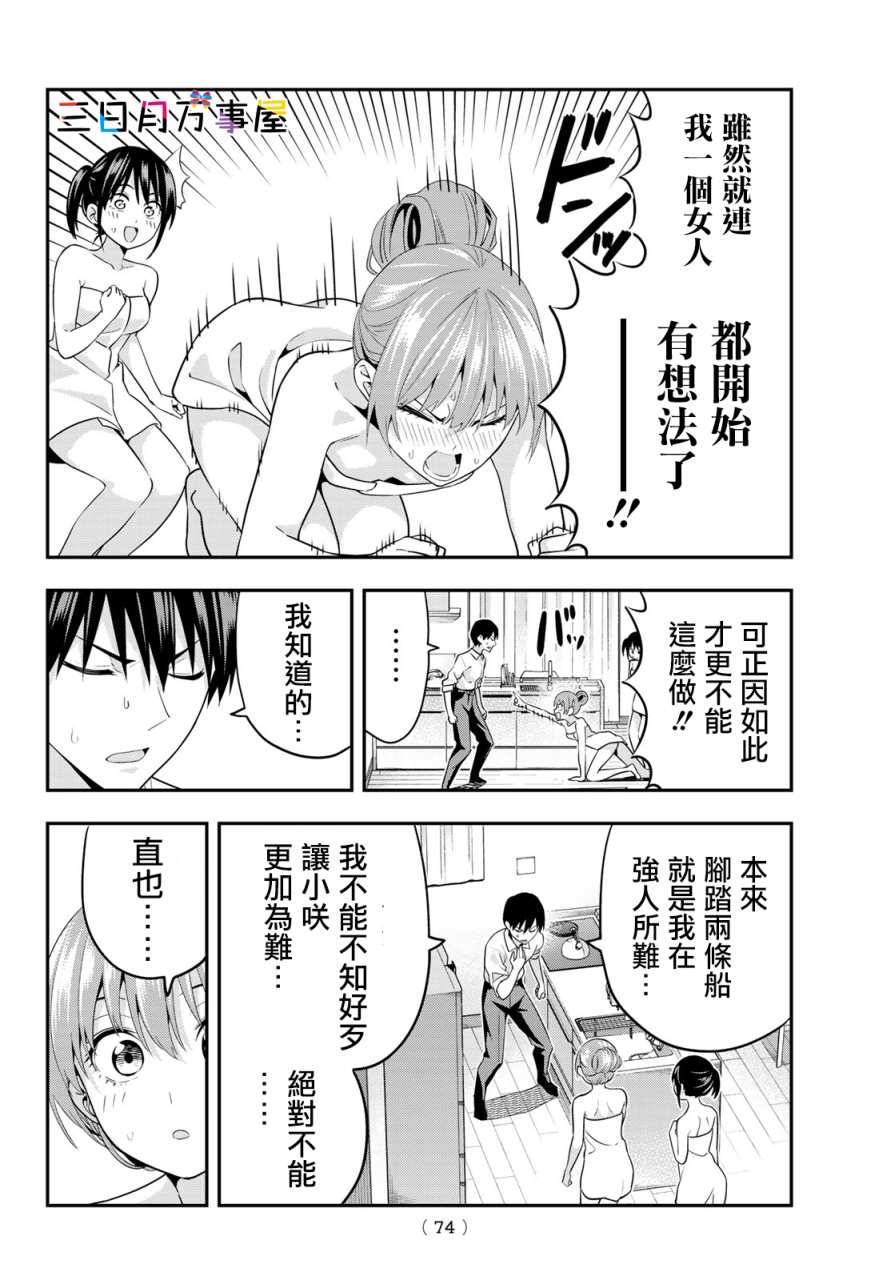 三日月万事屋
雖然就連
我一個女人
都開始
有想法了
——!!
ドンッ
可正因如此
才更不能
這麼做!!
バッ
……
我知道的…
本來
腳踏兩條船
就是我在
強人所難…
我不能不知好歹
讓小咲
更加為難…
絕對不能
……
直也……
(74)